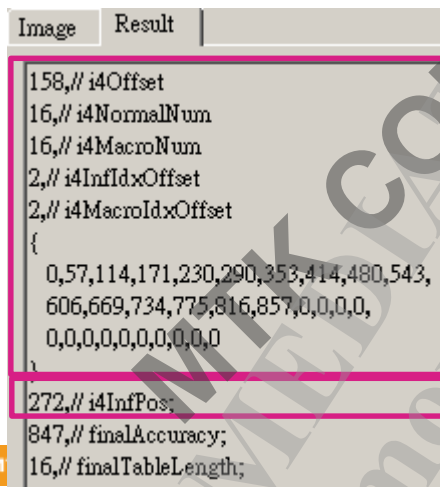 Image Result
158,// i4Offset
16,// i4NormalNum
16,// i4MacroNum
2,// i4InfIdxOffset
2,// i4MacroIdxOffset
{
0,57,114,171,230,290,353,414,480,543,
606,669,734,775,816,857,0,0,0,0,
0,0,0,0,0,0,0,0,0,0
}
272,// i4InfPos;
847,// finalAccuracy;
16,// finalTableLength;
MTK CO